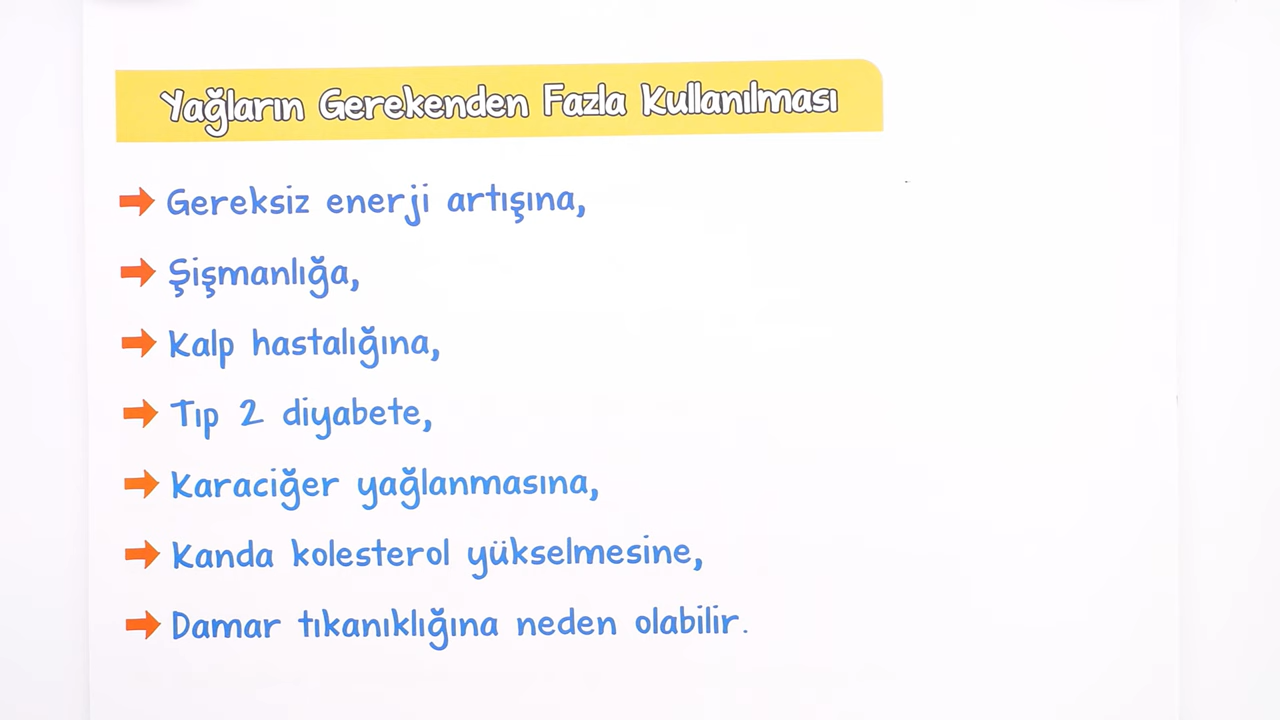 Yağların Gerekenden Fazla Kullanılması
Gereksiz enerji artışına,
Şişmanlığa,
Kalp hastalığına,
Tıp 2 diyabete,
Karaciğer yağlanmasına,
Kanda kolesterol yükselmesine,
Damar tıkanıklığına neden olabilir.